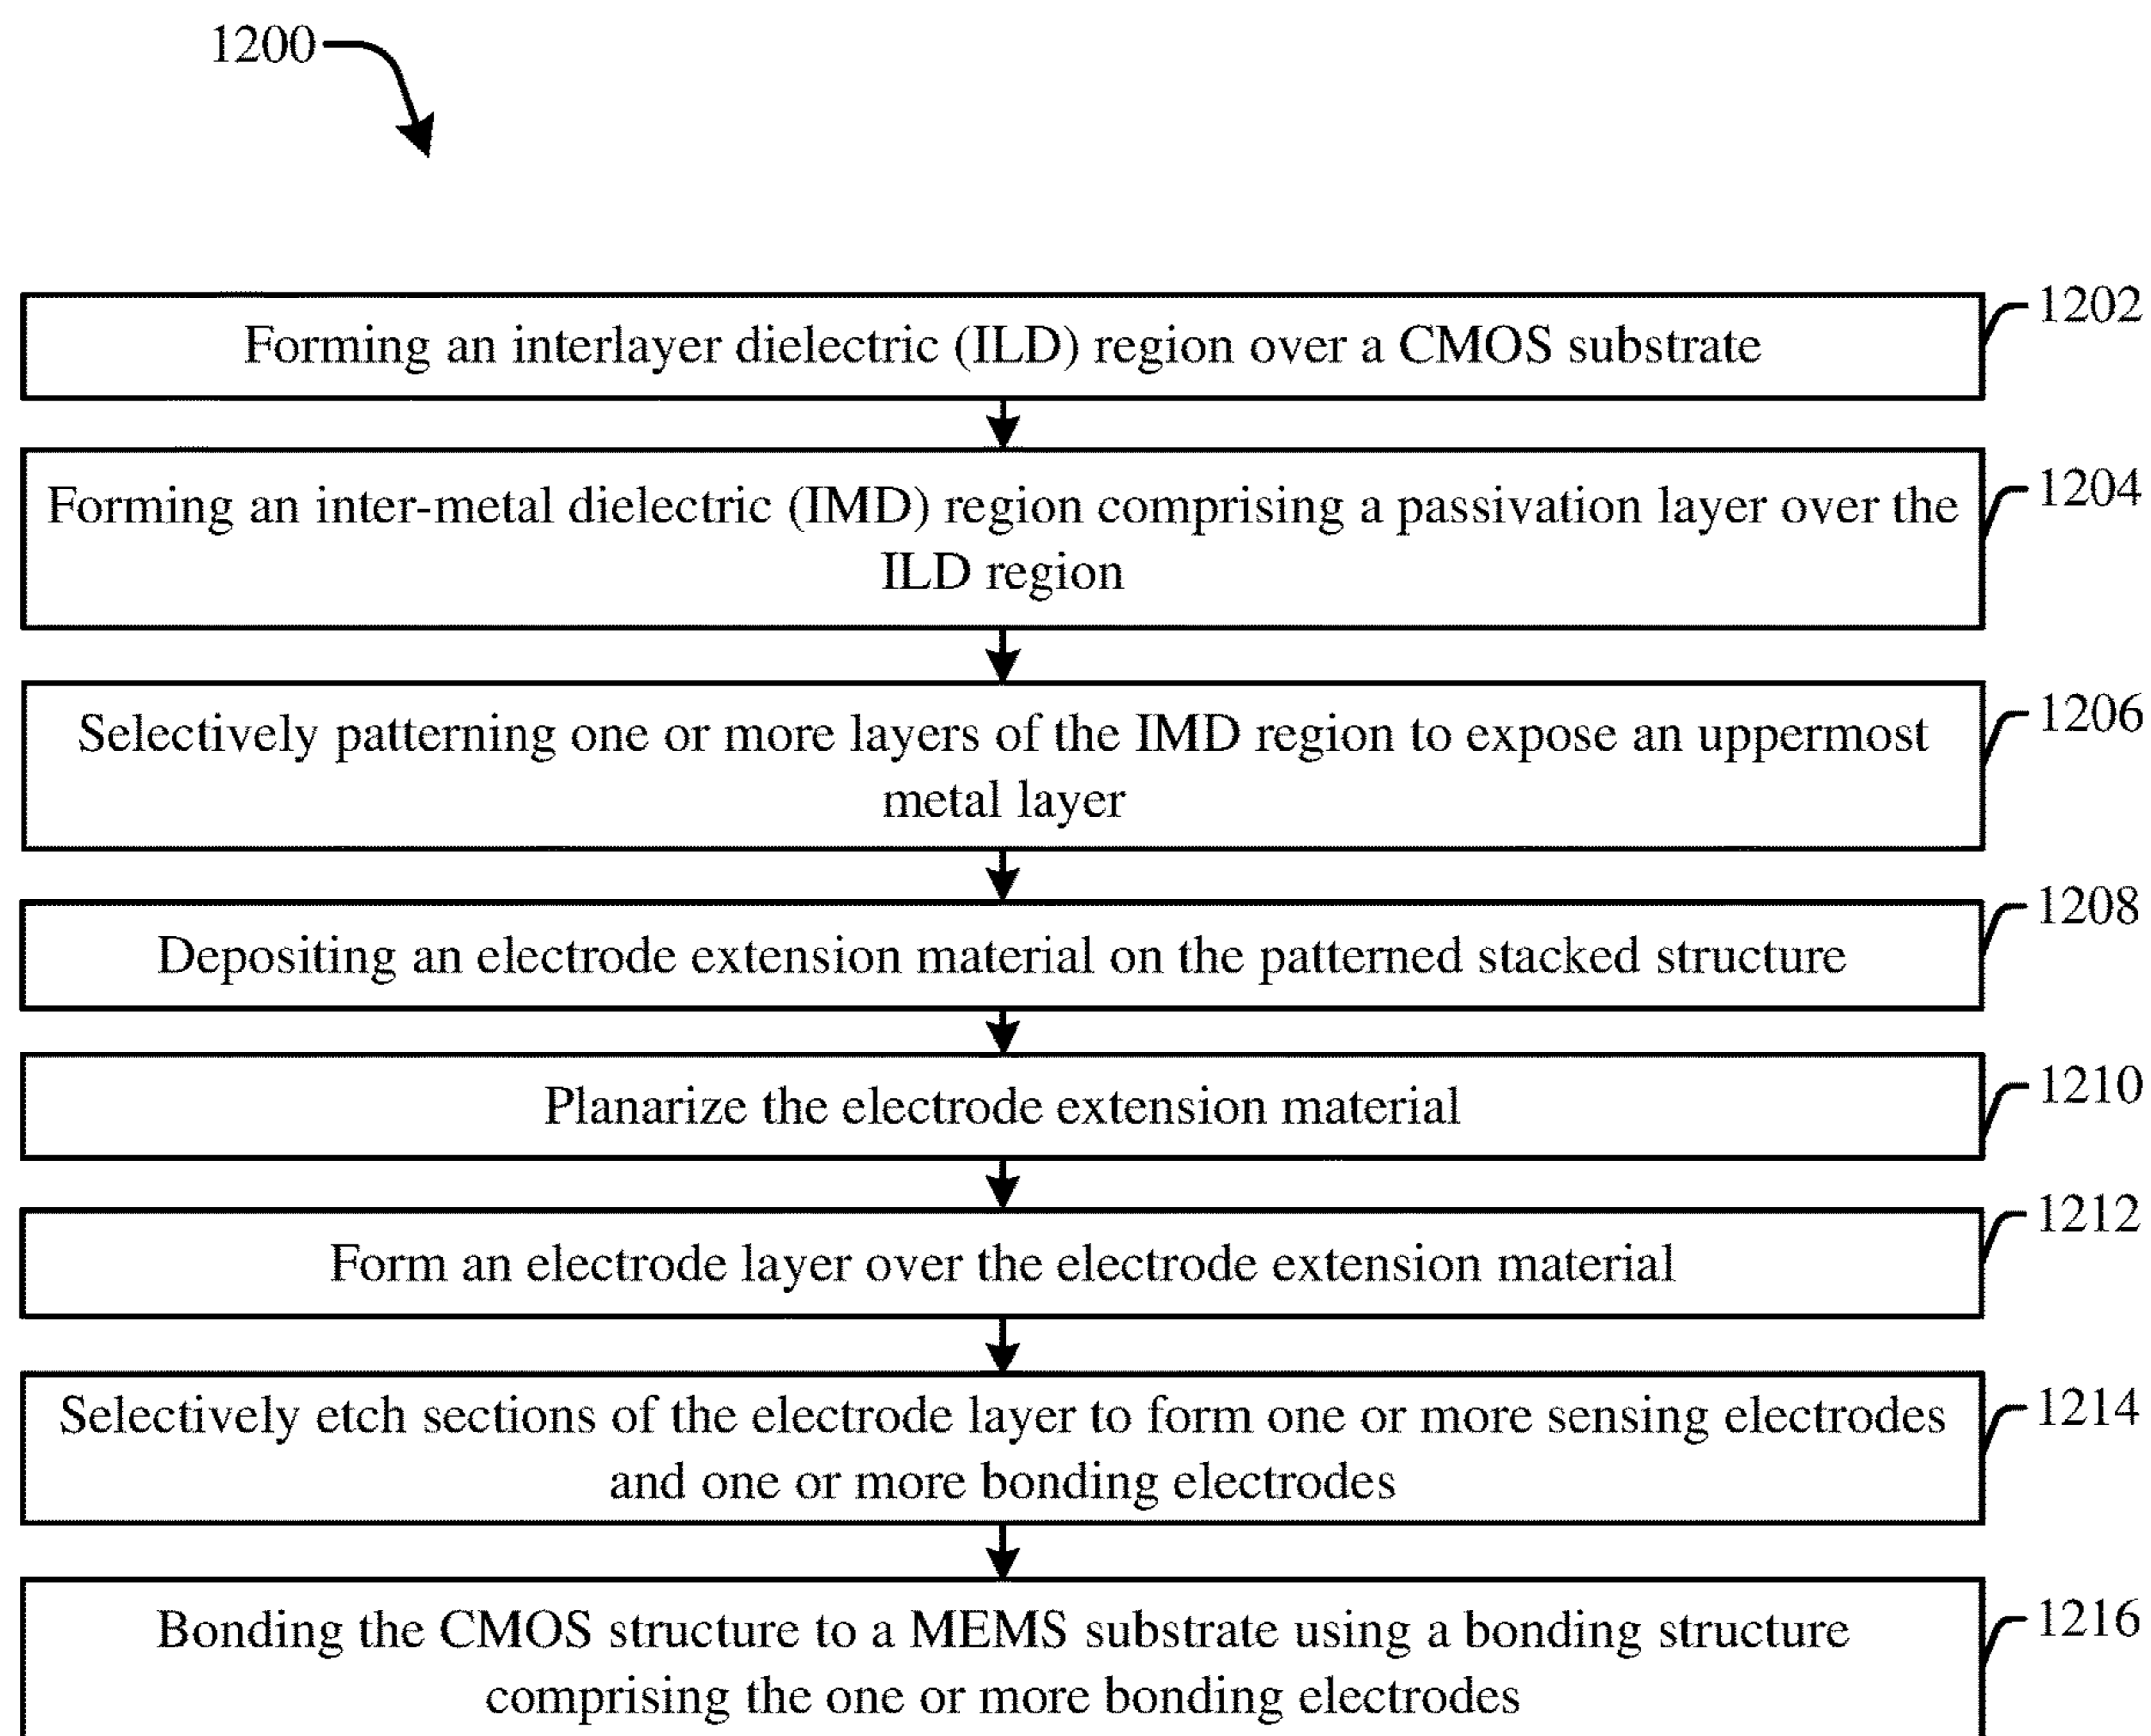 1200
Forming an interlayer dielectric (ILD) region over a CMOS substrate
1202
Forming an inter-metal dielectric (IMD) region comprising a passivation layer over the
ILD region
1204
Selectively patterning one or more layers of the IMD region to expose an uppermost
metal layer
1206
Depositing an electrode extension material on the patterned stacked structure
1208
Planarize the electrode extension material
1210
Form an electrode layer over the electrode extension material
1212
Selectively etch sections of the electrode layer to form one or more sensing electrodes
and one or more bonding electrodes
1214
Bonding the CMOS structure to a MEMS substrate using a bonding structure
comprising the one or more bonding electrodes
1216